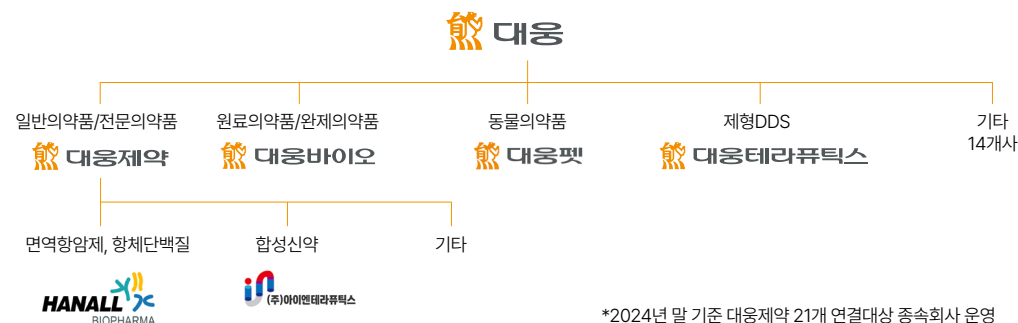 대웅
일반의약품/전문의약품
대웅제약
원료의약품/완제의약품
대웅바이오
동물의약품
대웅펫
제형DDS
대웅테라퓨틱스
기타
14개사
면역항암제, 항체단백질
HANALL
BIOPHARMA
합성신약
(주)아이엔테라퓨틱스
기타
*2024년 말 기준 대웅제약 21개 연결대상 종속회사 운영